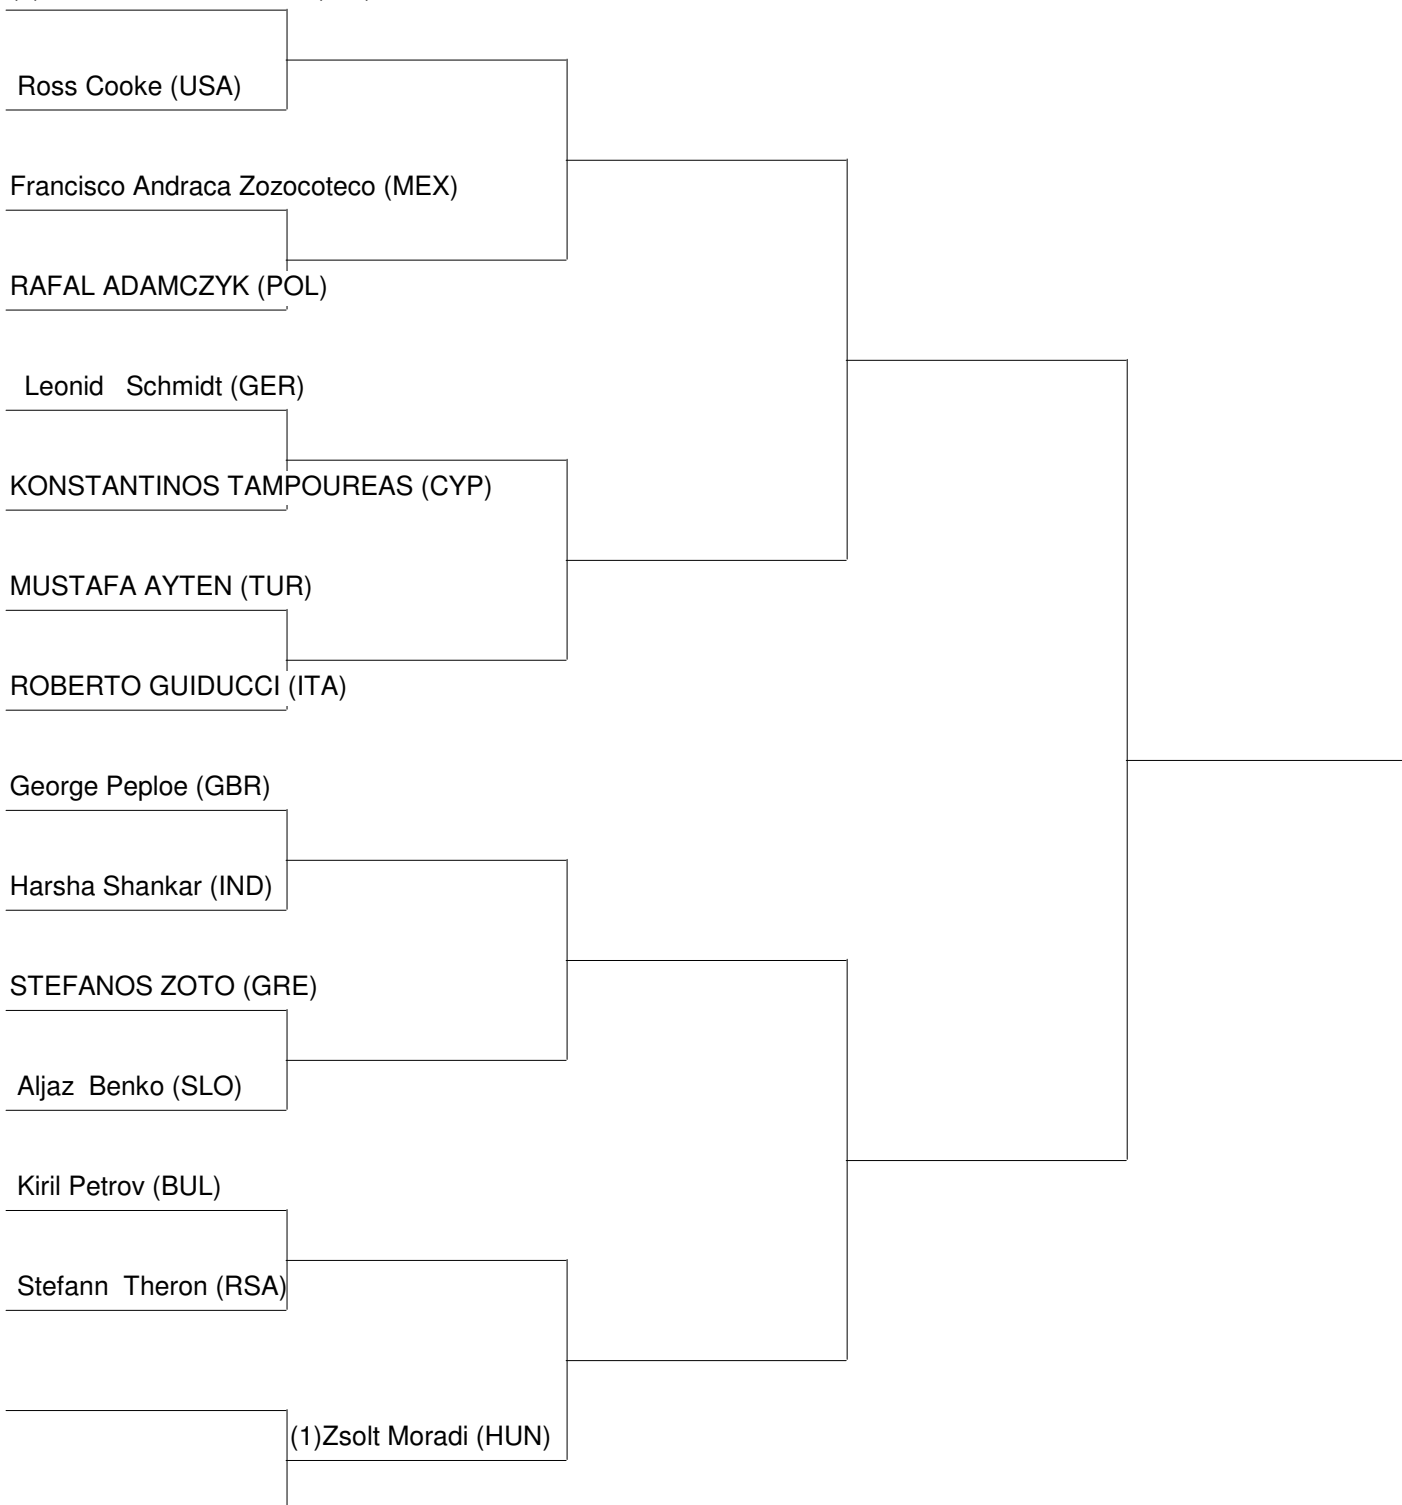 Ross Cooke (USA)
Francisco Andraca Zozocoteco (MEX)
RAFAL ADAMCZYK (POL)
Leonid Schmidt (GER)
KONSTANTINOS TAMPOUREAS (CYP)
MUSTAFA AYTEN (TUR)
ROBERTO GUIDUCCI (ITA)
George Peploe (GBR)
Harsha Shankar (IND)
STEFANOS ZOTO (GRE)
Aljaz Benko (SLO)
Kiril Petrov (BUL)
Stefann Theron (RSA)
(1)Zsolt Moradi (HUN)